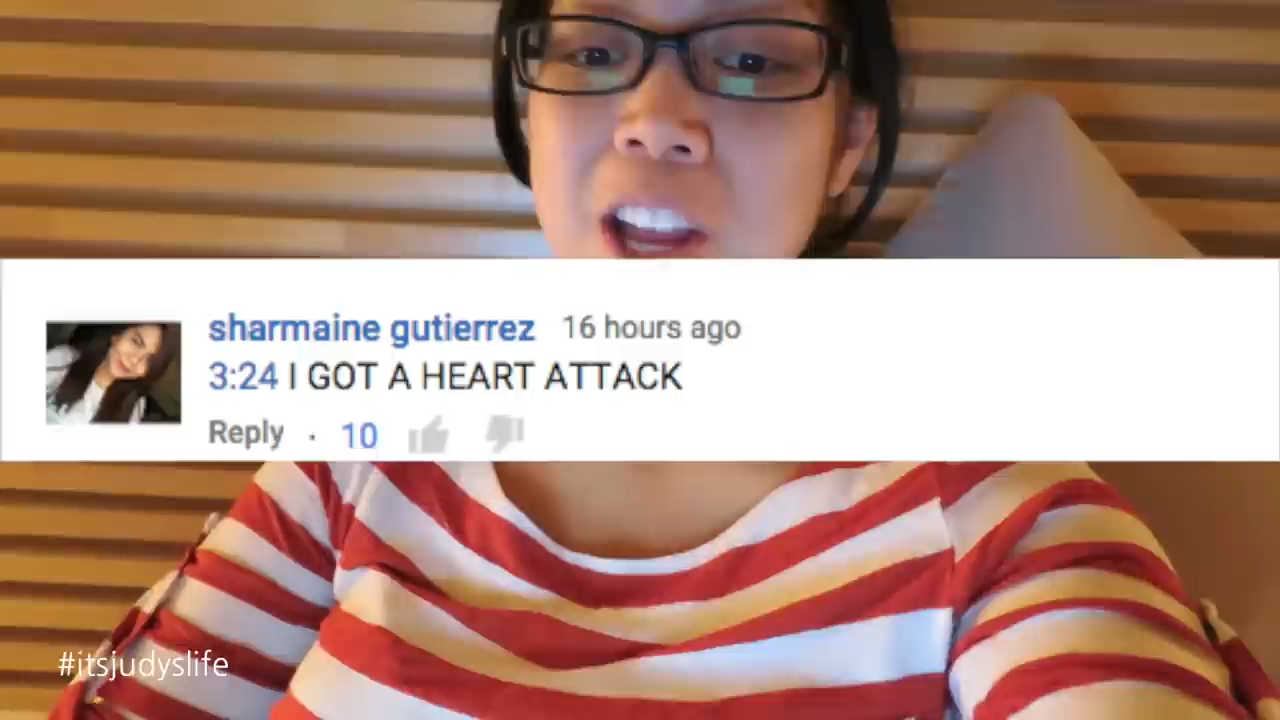 sharmaine gutierrez 16 hours ago
3:24 I GOT A HEART ATTACK
Reply · 10
#itsjudyslife